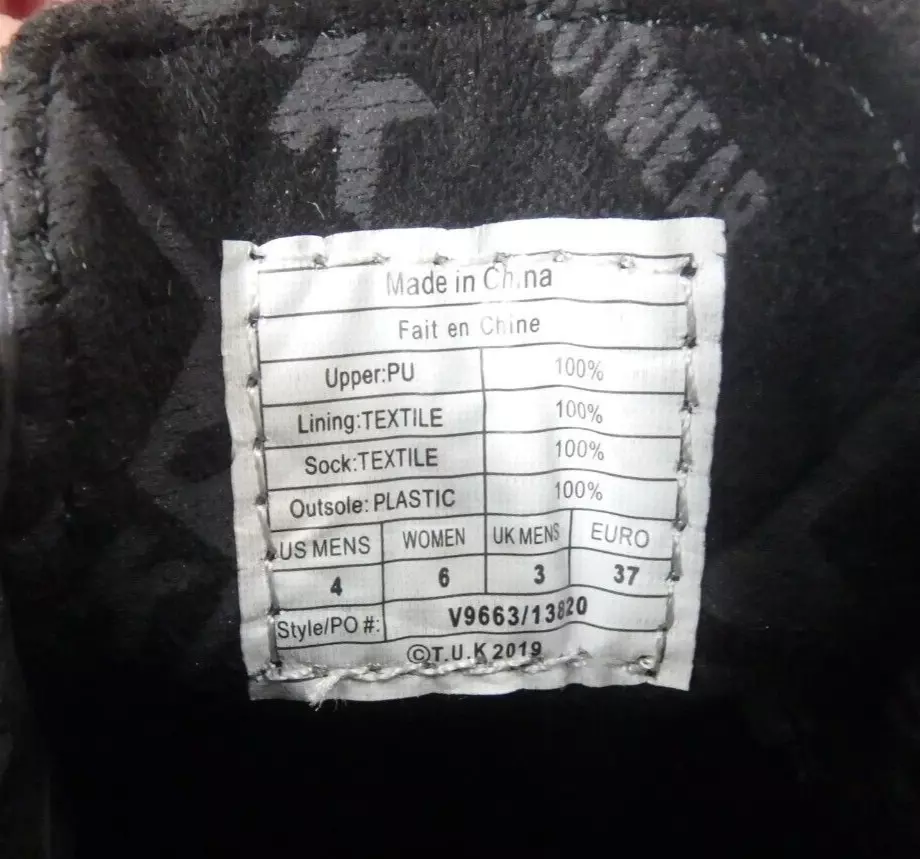 Made in China
Fait en Chine
Upper:PU 100%
Lining:TEXTILE 100%
Sock:TEXTILE 100%
Outsole: PLASTIC 100%
US MENS WOMEN UK MENS EURO
4 6 3 37
Style/PO #: V9663/13820
©T.U.K 2019